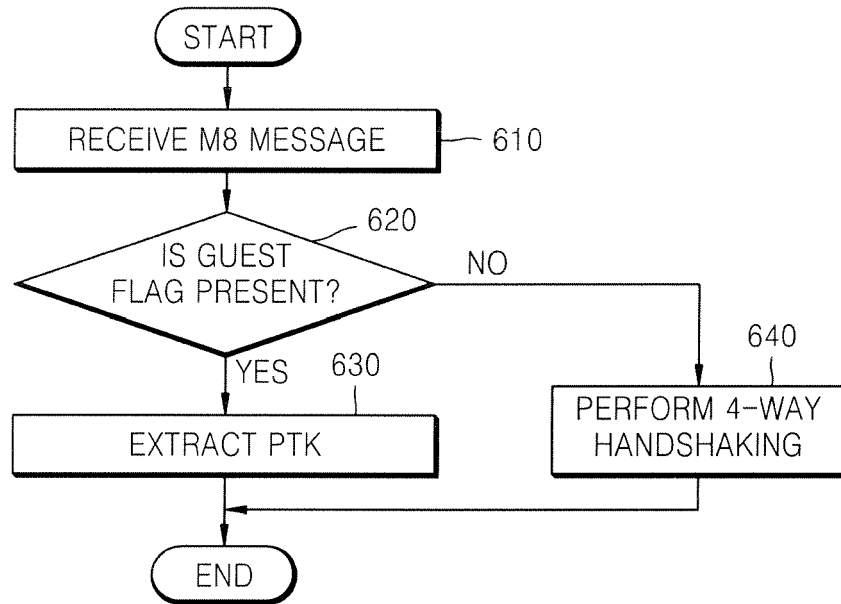 START
RECEIVE M8 MESSAGE
610
620
IS GUEST
FLAG PRESENT?
NO
YES
630
640
EXTRACT PTK
PERFORM 4-WAY
HANDSHAKING
END